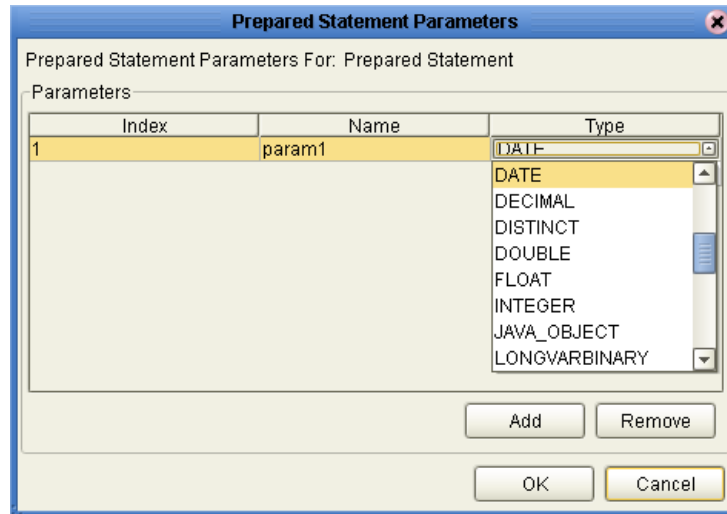 Prepared Statement Parameters
Prepared Statement Parameters For: Prepared Statement
Parameters
Index Name Type
1 param1 DATE
DATE
DECIMAL
DISTINCT
DOUBLE
FLOAT
INTEGER
JAVA_OBJECT
LONGVARBINARY
Add Remove
OK Cancel